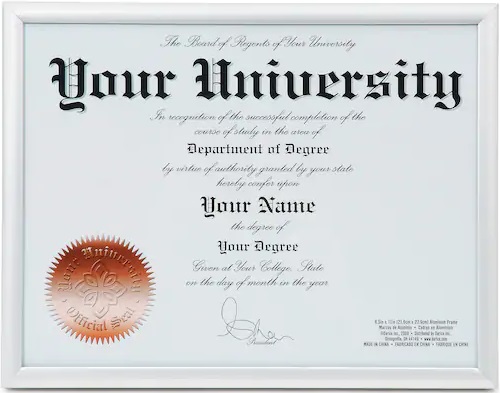 The Board of Regents of Your University
Your University
In recognition of the successful completion of the
course of study in the area of
Department of Degree
by virtue of authority granted by your state
hereby confer upon
Your Name
the degree of
Your Degree
Given at Your College, State
on the day of month in the year
Your University
Official Seal
President
MADE IN CHINA • FABRICADO EN CHINA • FABRIQUÉ EN CHINE